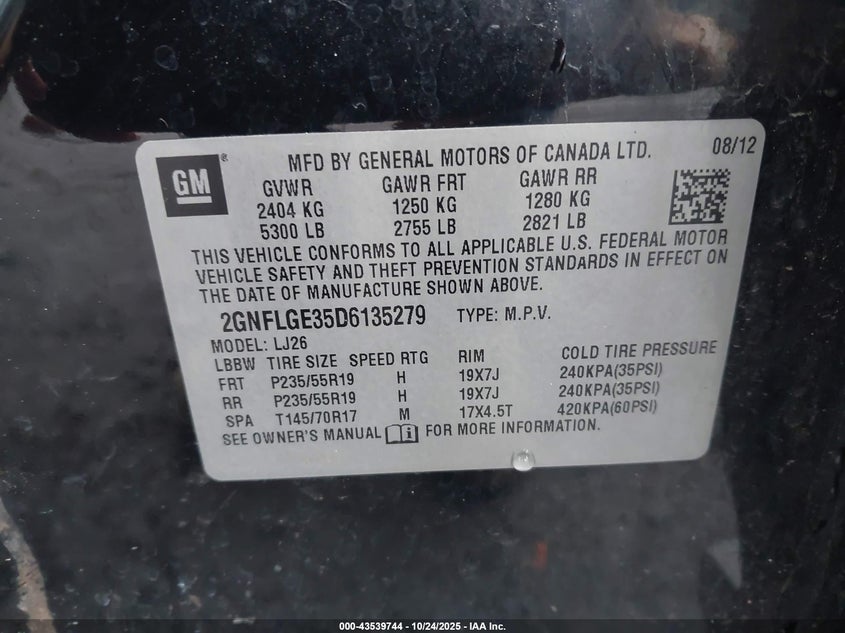 GM®
MFD BY GENERAL MOTORS OF CANADA LTD. 08/12
GVWR GAWR FRT GAWR RR
2404 KG 1250 KG 1280 KG
5300 LB 2755 LB 2821 LB
THIS VEHICLE CONFORMS TO ALL APPLICABLE U.S. FEDERAL MOTOR
VEHICLE SAFETY AND THEFT PREVENTION STANDARDS IN EFFECT ON
THE DATE OF MANUFACTURE SHOWN ABOVE.
2GNFLGE35D6135279 TYPE: M.P.V.
MODEL: LJ26
LBBW TIRE SIZE SPEED RTG RIM COLD TIRE PRESSURE
FRT P235/55R19 H 19X7J 240KPA(35PSI)
RR P235/55R19 H 19X7J 240KPA(35PSI)
SPA T145/70R17 M 17X4.5T 420KPA(60PSI)
SEE OWNER'S MANUAL FOR MORE INFORMATION.
000-43539744 - 10/24/2025 - IAA Inc.